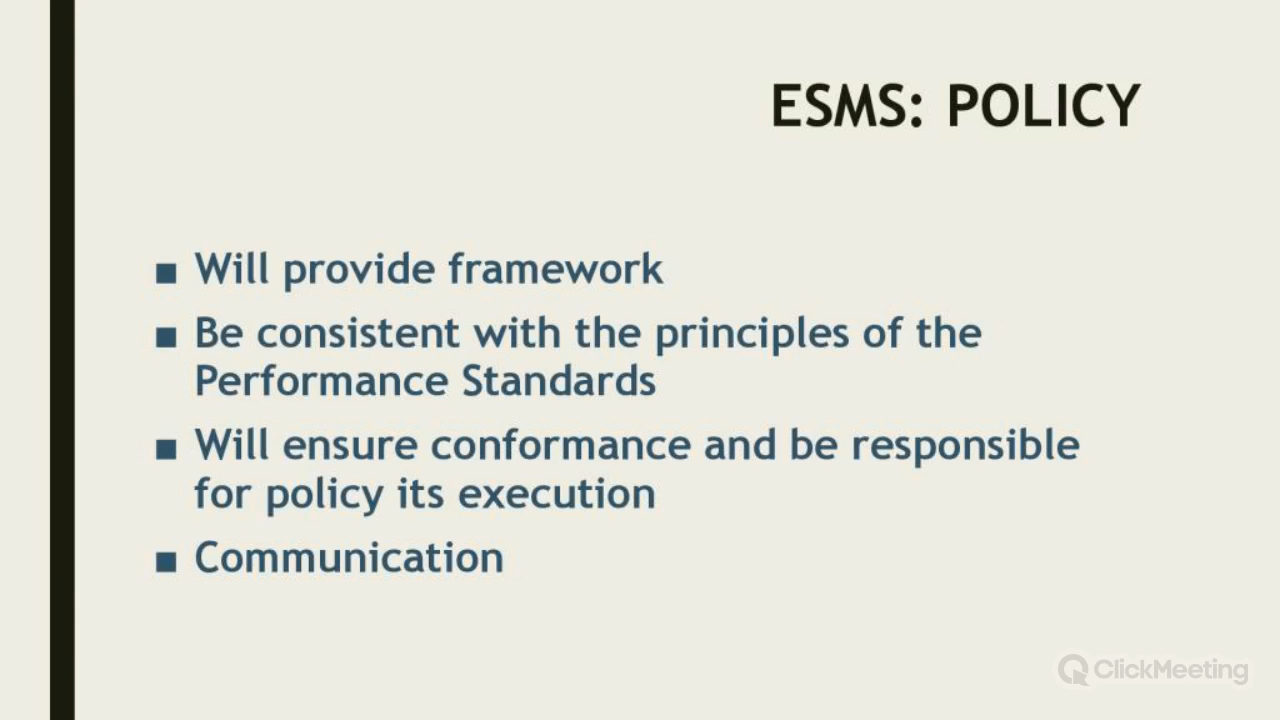 ESMS: POLICY
■ Will provide framework
■ Be consistent with the principles of the
Performance Standards
■ Will ensure conformance and be responsible
for policy its execution
■ Communication
ClickMeeting